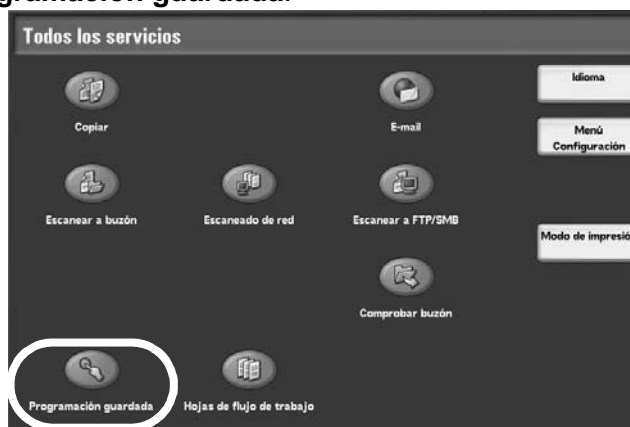 gramación guardada.
Todos los servicios
Idioma
Copiar
E-mail
Menú
Configuración
Escanear a buzón
Escaneado de red
Escanear a FTP/SMB
Modo de impresió
Comprobar buzón
Programación guardada
Hojas de flujo de trabajo